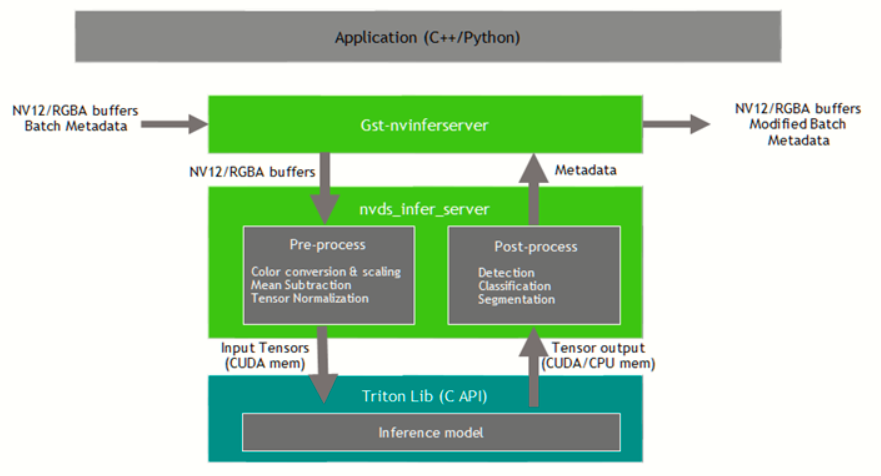 Application (C++/Python)
NV12/RGBA buffers
Batch Metadata
Gst-nvinferserver
NV12/RGBA buffers
Modified Batch
Metadata
NV12/RGBA buffers
Metadata
nvds_infer_server
Pre-process
Color conversion & scaling
Mean Subtraction
Tensor Normalization
Post-process
Detection
Classification
Segmentation
Input Tensors
(CUDA mem)
Tensor output
(CUDA/CPU mem)
Triton Lib (C API)
Inference model